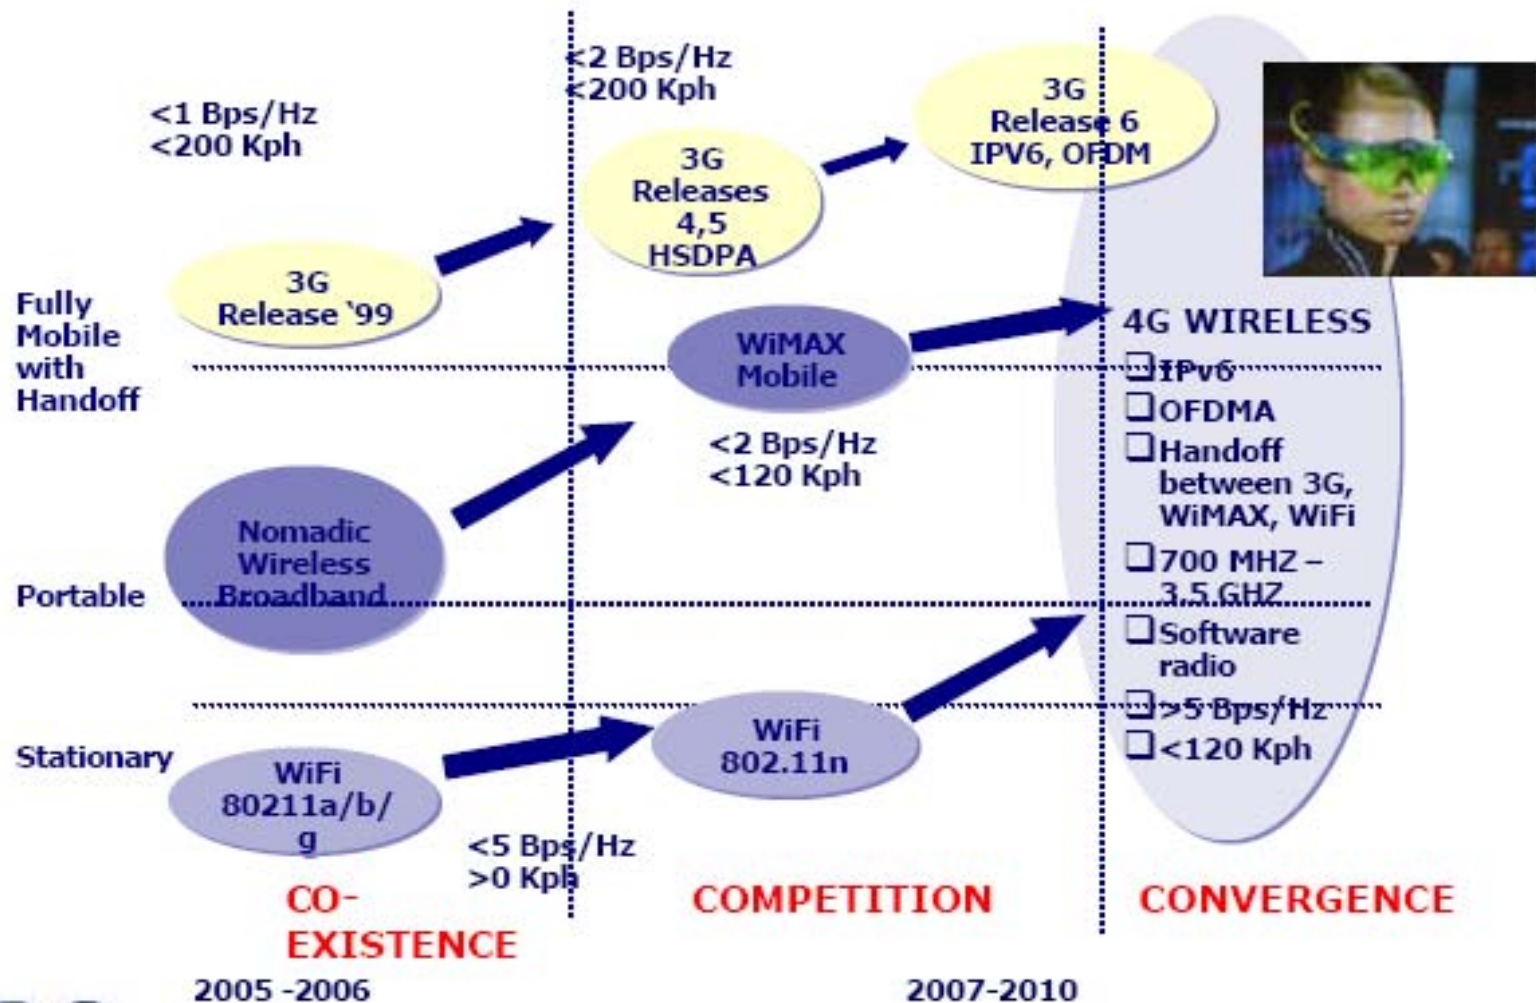 <2 Bps/Hz
<200 Kph
<1 Bps/Hz
<200 Kph
3G
Release 6
IPV6, OFDM
3G
Releases
4,5
HSDPA
3G
Release '99
Fully
Mobile
with
Handoff
WiMAX
Mobile
<2 Bps/Hz
<120 Kph
4G WIRELESS
❑IPv6
❑OFDMA
❑Handoff
between 3G,
WiMAX, WiFi
❑700 MHZ –
3.5 GHZ
❑Software
radio
❑>5 Bps/Hz
❑<120 Kph
Nomadic
Wireless
Broadband
Portable
Stationary
WiFi
80211a/b/
g
WiFi
802.11n
<5 Bps/Hz
>0 Kph
CO-
EXISTENCE
COMPETITION
CONVERGENCE
2005 -2006
2007-2010